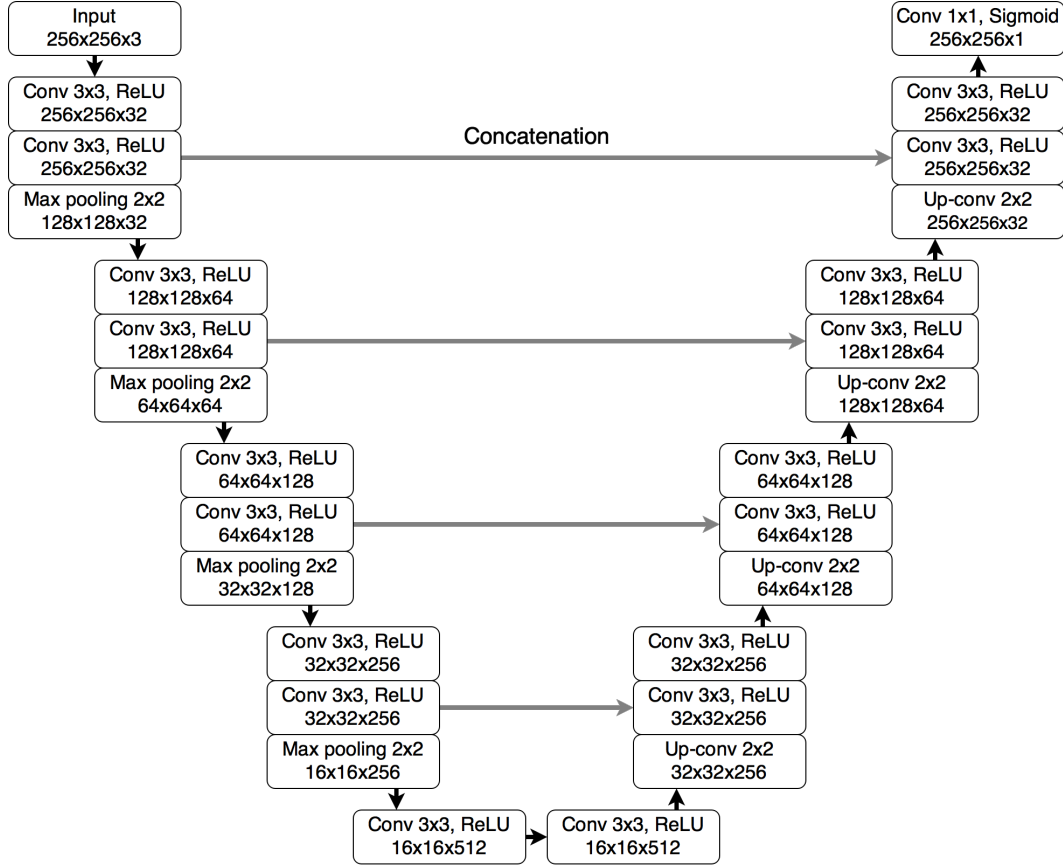 Input
256x256x3
Conv 3x3, ReLU
256x256x32
Conv 3x3, ReLU
256x256x32
Max pooling 2x2
128x128x32
Conv 3x3, ReLU
128x128x64
Conv 3x3, ReLU
128x128x64
Max pooling 2x2
64x64x64
Conv 3x3, ReLU
64x64x128
Conv 3x3, ReLU
64x64x128
Max pooling 2x2
32x32x128
Conv 3x3, ReLU
32x32x256
Conv 3x3, ReLU
32x32x256
Max pooling 2x2
16x16x256
Conv 3x3, ReLU
16x16x512
Conv 3x3, ReLU
16x16x512
Concatenation
Conv 1x1, Sigmoid
256x256x1
Conv 3x3, ReLU
256x256x32
Conv 3x3, ReLU
256x256x32
Up-conv 2x2
256x256x32
Conv 3x3, ReLU
128x128x64
Conv 3x3, ReLU
128x128x64
Up-conv 2x2
128x128x64
Conv 3x3, ReLU
64x64x128
Conv 3x3, ReLU
64x64x128
Up-conv 2x2
64x64x128
Conv 3x3, ReLU
32x32x256
Conv 3x3, ReLU
32x32x256
Up-conv 2x2
32x32x256